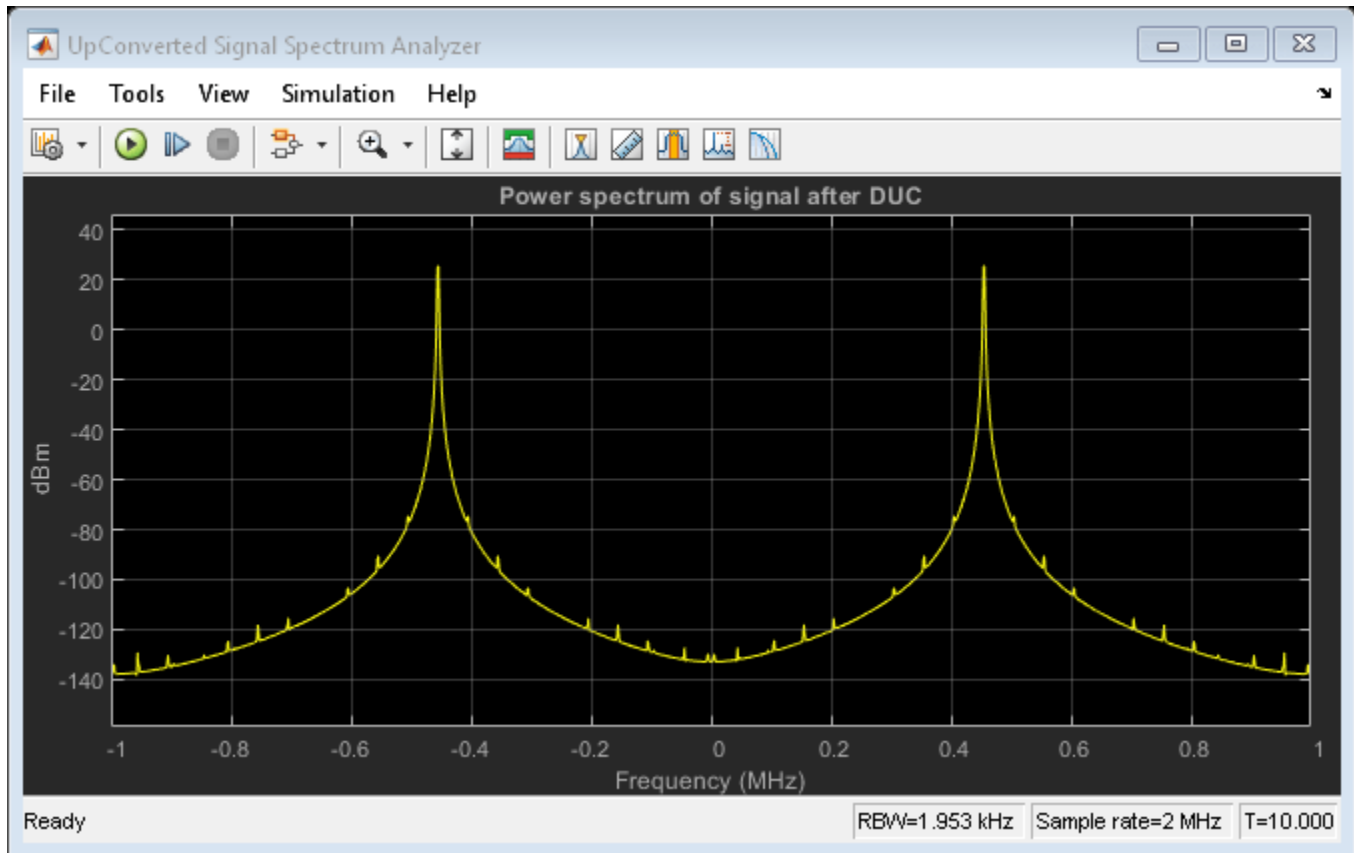 UpConverted Signal Spectrum Analyzer
File Tools View Simulation Help
Power spectrum of signal after DUC
40
20
0
-20
-40
-60
-80
-100
-120
-140
dBm
-1 -0.8 -0.6 -0.4 -0.2 0 0.2 0.4 0.6 0.8 1
Frequency (MHz)
Ready RBW=1.953 kHz Sample rate=2 MHz T=10.000